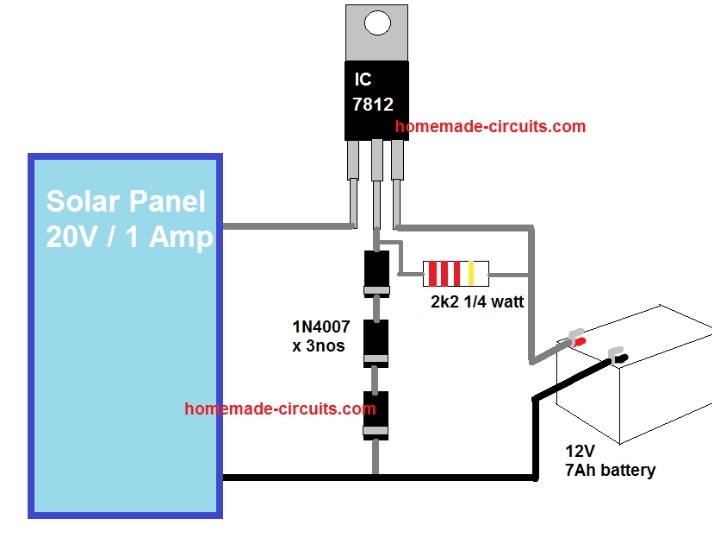 IC
7812
homemade-circuits.com
Solar Panel
20V / 1 Amp
2k2 1/4 watt
1N4007
x 3nos
homemade-circuits.com
12V
7Ah battery